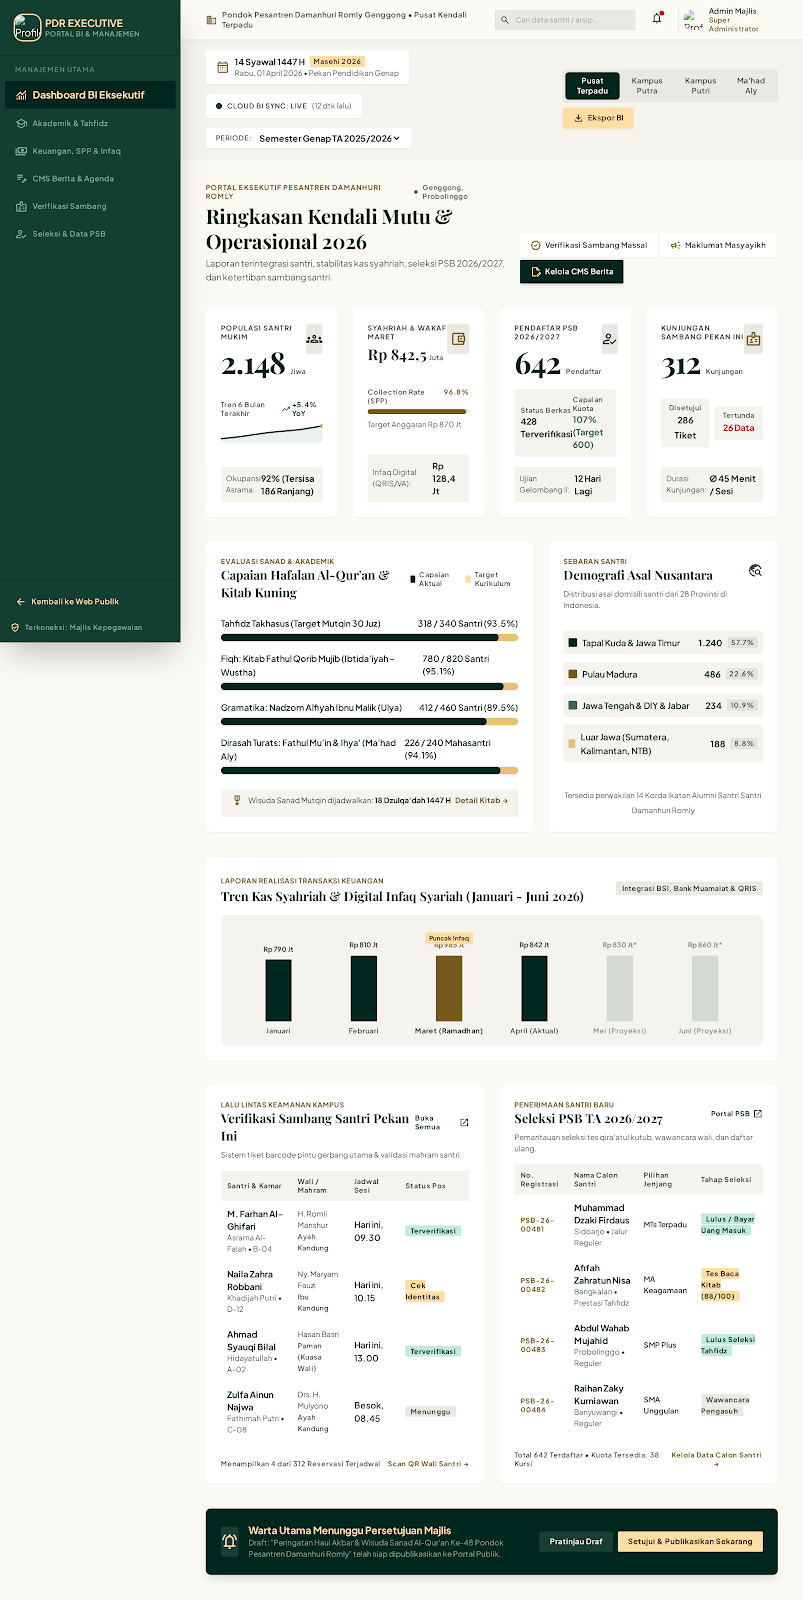 Profil
PDR EXECUTIVE
PORTAL BI & MANAJEMEN
MANAJEMEN UTAMA
Dashboard BI Eksekutif
Akademik & Tahfidz
Keuangan, SPP & Infaq
CMS Berita & Agenda
Verifikasi Sambang
Seleksi & Data PSB
Kembali ke Web Publik
Terkoneksi: Majlis Kepegawaian
Pondok Pesantren Damanhuri Romly Genggong • Pusat Kendali
Terpadu
Cari data santri / arsip...
Admin Majlis
Super
Administrator
14 Syawal 1447 H
Masehi 2026
Rabu, 01 April 2026 • Pekan Pendidikan Genap
CLOUD BI SYNC: LIVE (12 dtk lalu)
PERIODE: Semester Genap TA 2025/2026
Pusat
Terpadu
Kampus
Putra
Kampus
Putri
Ma'had
Aly
Ekspor BI
PORTAL EKSEKUTIF PESANTREN DAMANHURI
ROMLY
Genggong,
Probolinggo
Ringkasan Kendali Mutu &
Operasional 2026
Laporan terintegrasi santri, stabilitas kas syahriah, seleksi PSB 2026/2027,
dan ketertiban sambang santri.
Verifikasi Sambang Massal
Maklumat Masyayikh
Kelola CMS Berita
POPULASI SANTRI
MUKIM
2.148 Jiwa
Tren 6 Bulan
Terakhir
+5.4%
YoY
Okupansi
Asrama:
92% (Tersisa
186 Ranjang)
SYAHRIAH & WAKAF
MARET
Rp 842,5 Juta
Collection Rate
(SPP)
96.8%
Target Anggaran Rp 870 Jt
Infaq Digital
(QRIS/VA):
Rp
128,4
Jt
PENDAFTAR PSB
2026/2027
642 Pendaftar
Status Berkas
428
Terverifikasi
Capaian
Kuota
107%
(Target
600)
Ujian
Gelombang II:
12 Hari
Lagi
KUNJUNGAN
SAMBANG PEKAN INI
312 Kunjungan
Disetujui
286
Tiket
Tertunda
26 Data
Durasi
Kunjungan:
Ø 45 Menit
/ Sesi
EVALUASI SANAD & AKADEMIK
Capaian Hafalan Al-Qur'an &
Kitab Kuning
Capaian
Aktual
Target
Kurikulum
Tahfidz Takhasus (Target Mutqin 30 Juz)
318 / 340 Santri (93.5%)
Fiqh: Kitab Fathul Qorib Mujib (Ibtida'iyah -
Wustha)
780 / 820 Santri
(95.1%)
Gramatika: Nadzom Alfiyah Ibnu Malik (Ulya)
412 / 460 Santri (89.5%)
Dirasah Turats: Fathul Mu'in & Ihya' (Ma'had
Aly)
226 / 240 Mahasantri
(94.1%)
Wisuda Sanad Mutqin dijadwalkan: 18 Dzulqa'dah 1447 H
Detail Kitab →
SEBARAN SANTRI
Demografi Asal Nusantara
Distribusi asal domisili santri dari 28 Provinsi di
Indonesia.
Tapal Kuda & Jawa Timur 1.240 57.7%
Pulau Madura 486 22.6%
Jawa Tengah & DIY & Jabar 234 10.9%
Luar Jawa (Sumatera,
Kalimantan, NTB)
188 8.8%
Tersedia perwakilan 14 Korda Ikatan Alumni Santri Santri
Damanhuri Romly
LAPORAN REALISASI TRANSAKSI KEUANGAN
Tren Kas Syahriah & Digital Infaq Syariah (Januari - Juni 2026)
Integrasi BSI, Bank Muamalat & QRIS
Rp 790 Jt
Januari
Rp 810 Jt
Februari
Puncak Infaq
Rp 985 Jt
Maret (Ramadhan)
Rp 842 Jt
April (Aktual)
Rp 830 Jt*
Mei (Proyeksi)
Rp 860 Jt*
Juni (Proyeksi)
LALU LINTAS KEAMANAN KAMPUS
Verifikasi Sambang Santri Pekan
Ini
Buka
Semua
Sistem tiket barcode pintu gerbang utama & validasi mahram santri.
Santri & Kamar
Wali /
Mahram
Jadwal
Sesi
Status Pos
M. Farhan Al-
Ghifari
Asrama Al-
Falah • B-04
H. Romli
Manshur
Ayah
Kandung
Hari ini,
09.30
Terverifikasi
Naila Zahra
Robbani
Khadijah Putri •
D-12
Ny. Maryam
Fauzi
Ibu
Kandung
Hari ini,
10.15
Cek
Identitas
Ahmad
Syauqi Bilal
Hidayatullah •
A-02
Hasan Basri
Paman
(Kuasa
Wali)
Hari ini,
13.00
Terverifikasi
Zulfa Ainun
Najwa
Fathimah Putri •
C-08
Drs. H.
Mulyono
Ayah
Kandung
Besok,
08.45
Menunggu
Menampilkan 4 dari 312 Reservasi Terjadwal
Scan QR Wali Santri →
PENERIMAAN SANTRI BARU
Seleksi PSB TA 2026/2027
Portal PSB
Pemantauan seleksi tes qira'atul kutub, wawancara wali, dan daftar
ulang.
No.
Registrasi
Nama Calon
Santri
Pilihan
Jenjang
Tahap Seleksi
PSB-26-
00481
Muhammad
Dzaki Firdaus
Sidoarjo • Jalur
Reguler
MTs Terpadu
Lulus / Bayar
Uang Masuk
PSB-26-
00482
Afifah
Zahratun Nisa
Bangkalan •
Prestasi Tahfidz
MA
Keagamaan
Tes Baca
Kitab
(88/100)
PSB-26-
00483
Abdul Wahab
Mujahid
Probolinggo •
Reguler
SMP Plus
Lulus Seleksi
Tahfidz
PSB-26-
00484
Raihan Zaky
Kurniawan
Banyuwangi •
Reguler
SMA
Unggulan
Wawancara
Pengasuh
Total 642 Terdaftar • Kuota Tersedia: 38
Kursi
Kelola Data Calon Santri
→
Warta Utama Menunggu Persetujuan Majlis
Draft: "Peringatan Haul Akbar & Wisuda Sanad Al-Qur'an Ke-48 Pondok
Pesantren Damanhuri Romly" telah siap dipublikasikan ke Portal Publik.
Pratinjau Draf
Setujui & Publikasikan Sekarang